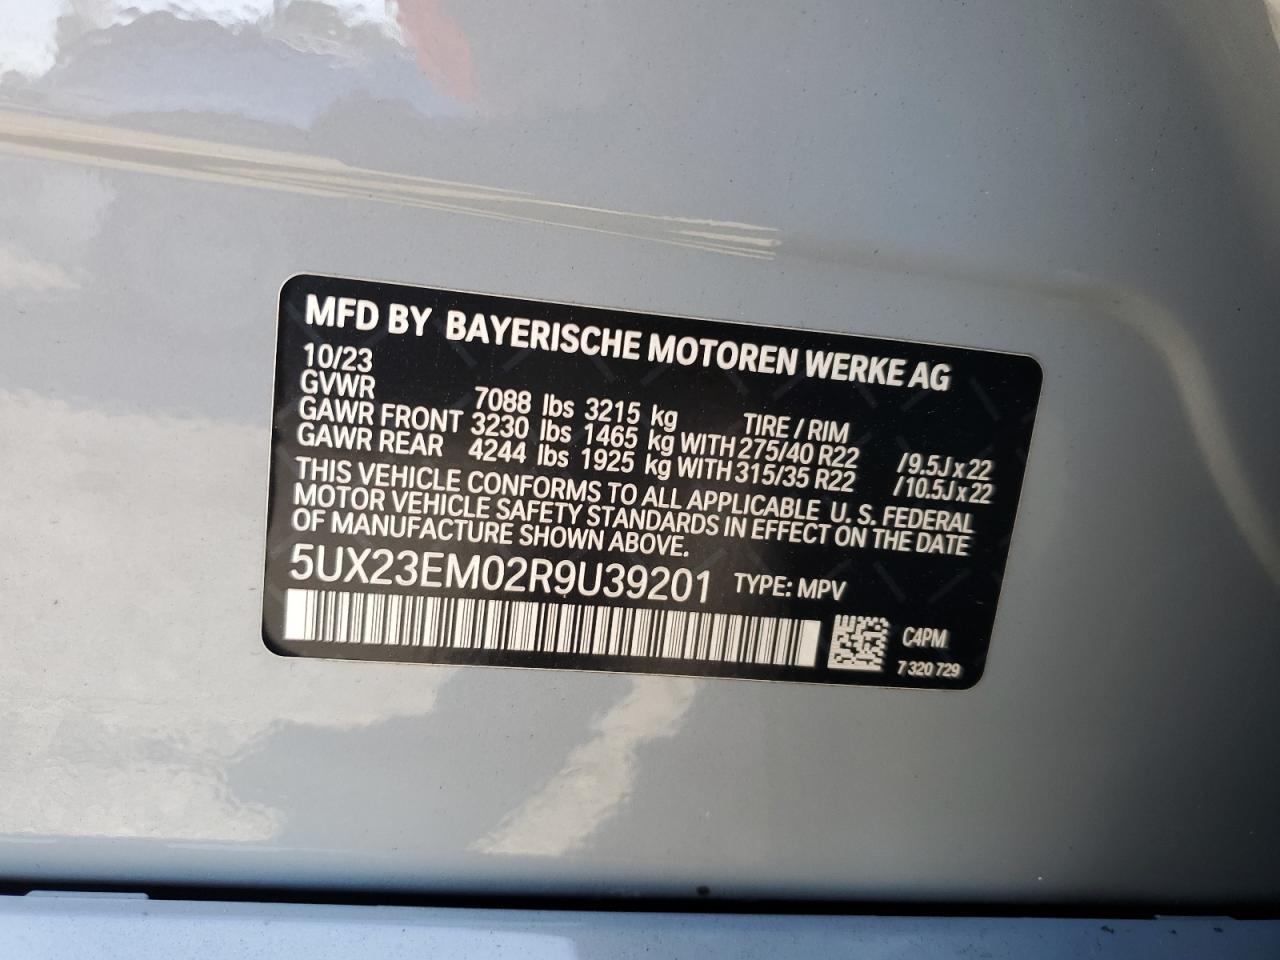 MFD BY BAYERISCHE MOTOREN WERKE AG
10/23
GVWR 7088 lbs 3215 kg TIRE / RIM
GAWR FRONT 3230 lbs 1465 kg WITH 275/40 R22 /9.5J x 22
GAWR REAR 4244 lbs 1925 kg WITH 315/35 R22 /10.5J x 22
THIS VEHICLE CONFORMS TO ALL APPLICABLE U. S. FEDERAL
MOTOR VEHICLE SAFETY STANDARDS IN EFFECT ON THE DATE
OF MANUFACTURE SHOWN ABOVE.
5UX23EM02R9U39201 TYPE: MPV
C4PM
7 320 729